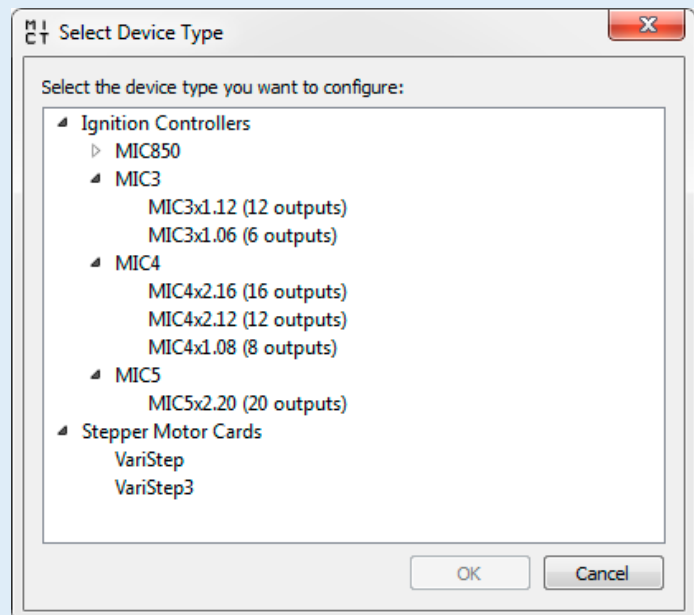 MICT Select Device Type
Select the device type you want to configure:
Ignition Controllers
MIC850
MIC3
MIC3x1.12 (12 outputs)
MIC3x1.06 (6 outputs)
MIC4
MIC4x2.16 (16 outputs)
MIC4x2.12 (12 outputs)
MIC4x1.08 (8 outputs)
MIC5
MIC5x2.20 (20 outputs)
Stepper Motor Cards
VariStep
VariStep3
OK Cancel